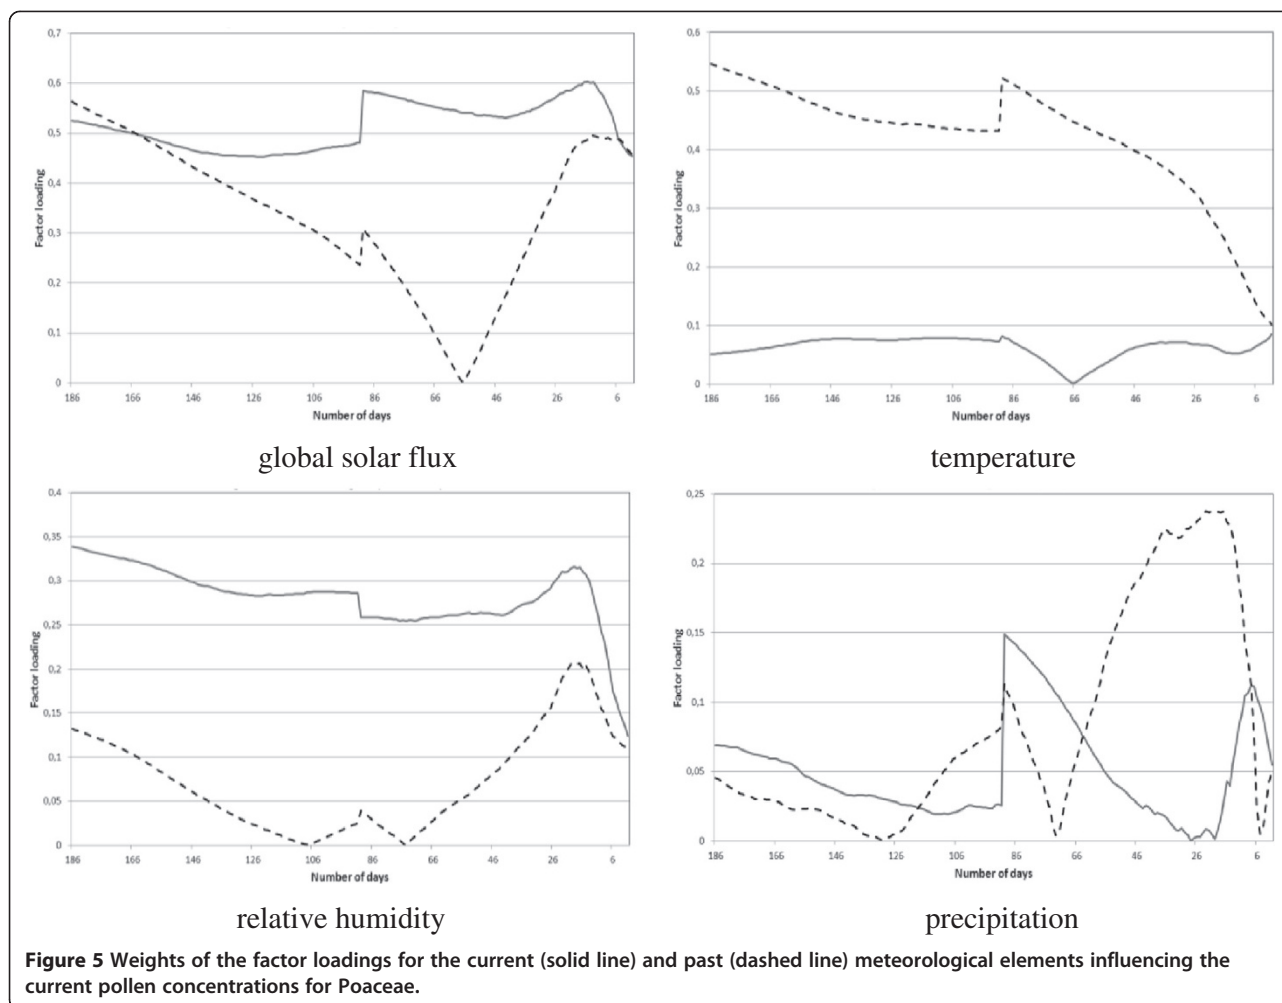 0,7
0,6
0,5
0,4
0,3
0,2
0,1
0
Factor loading
186 166 146 126 106 86 66 46 26 6
Number of days
global solar flux
0,6
0,5
0,4
0,3
0,2
0,1
0
Factor loading
186 166 146 126 106 86 66 46 26 6
Number of days
temperature
0,4
0,35
0,3
0,25
0,2
0,15
0,1
0,05
0
Factor loading
186 166 146 126 106 86 66 46 26 6
Number of days
relative humidity
0,25
0,2
0,15
0,1
0,05
0
Factor loading
186 166 146 126 106 86 66 46 26 6
Number of days
precipitation
Figure 5 Weights of the factor loadings for the current (solid line) and past (dashed line) meteorological elements influencing the
current pollen concentrations for Poaceae.